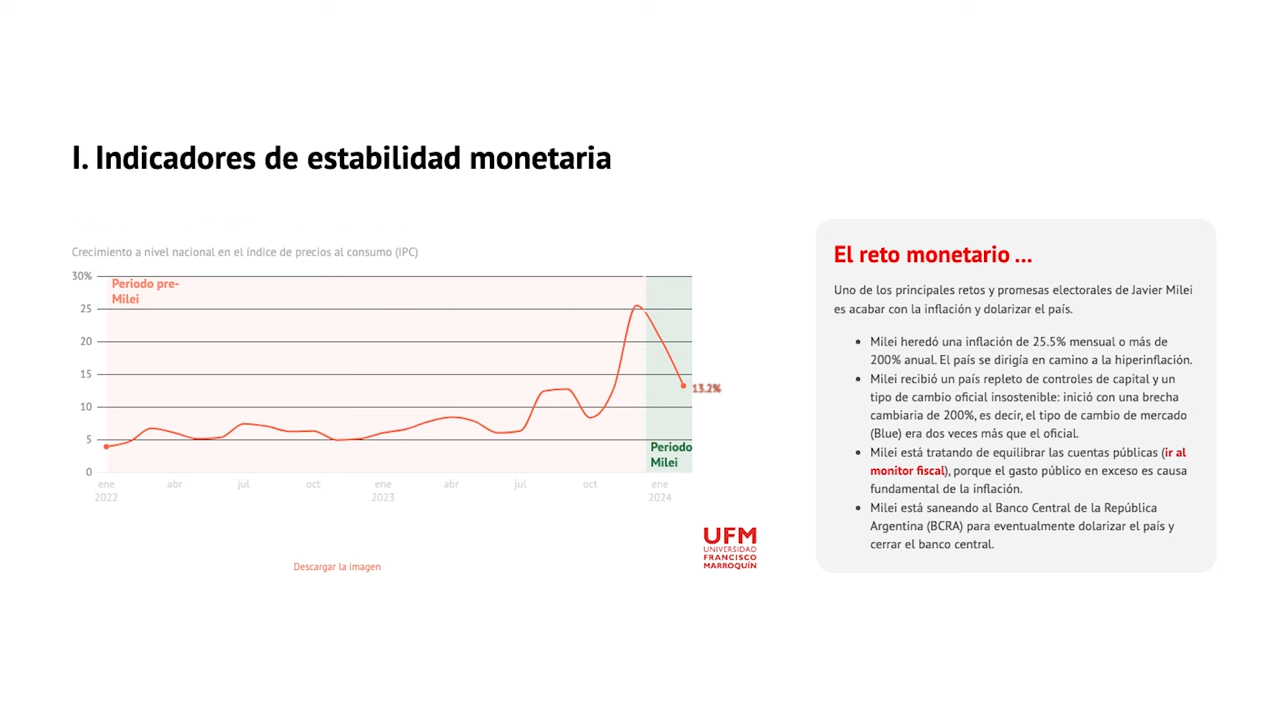 I. Indicadores de estabilidad monetaria
Crecimiento a nivel nacional en el índice de precios al consumo (IPC)
30%
25
20
15
10
5
0
Periodo pre-
Milei
13.2%
Periodo
Milei
ene
2022
abr
jul
oct
ene
2023
abr
jul
oct
ene
2024
Descargar la imagen
UFM
UNIVERSIDAD
FRANCISCO
MARROQUÍN
El reto monetario ...
Uno de los principales retos y promesas electorales de Javier Milei
es acabar con la inflación y dolarizar el país.
• Milei heredó una inflación de 25.5% mensual o más de
200% anual. El país se dirigía en camino a la hiperinflación.
• Milei recibió un país repleto de controles de capital y un
tipo de cambio oficial insostenible: inició con una brecha
cambiaria de 200%, es decir, el tipo de cambio de mercado
(Blue) era dos veces más que el oficial.
• Milei está tratando de equilibrar las cuentas públicas (ir al
monitor fiscal), porque el gasto público en exceso es causa
fundamental de la inflación.
• Milei está saneando al Banco Central de la República
Argentina (BCRA) para eventualmente dolarizar el país y
cerrar el banco central.